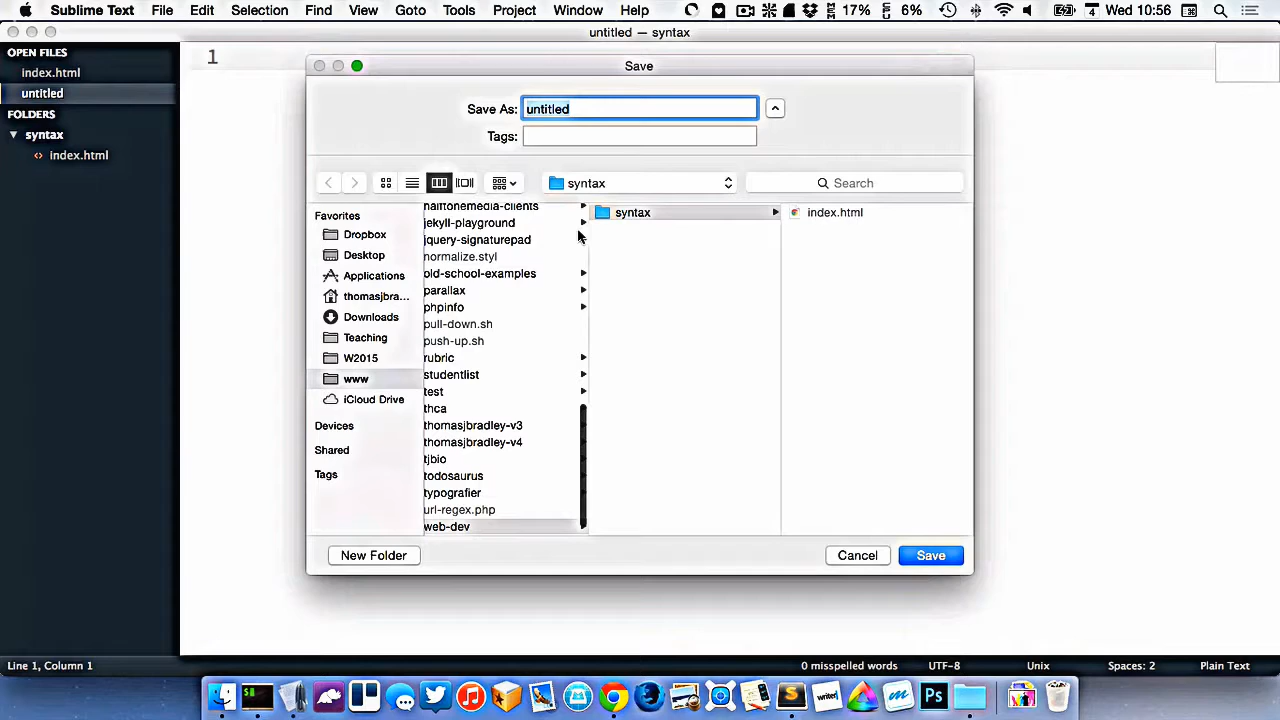 Sublime Text File Edit Selection Find View Goto Tools Project Window Help 17% 6% 4 Wed 10:56
untitled — syntax
OPEN FILES
index.html
untitled
FOLDERS
syntax
index.html
1
Save
Save As: untitled
Tags:
syntax
Search
Favorites
Dropbox
Desktop
Applications
thomasjbra...
Downloads
Teaching
W2015
www
iCloud Drive
Devices
Shared
Tags
halftonemedia-clients
jekyll-playground
jquery-signaturepad
normalize.styl
old-school-examples
parallax
phpinfo
pull-down.sh
push-up.sh
rubric
studentlist
test
thca
thomasjbradley-v3
thomasjbradley-v4
tjbio
todosaurus
typografier
url-regex.php
web-dev
syntax
index.html
New Folder
Cancel
Save
Line 1, Column 1
0 misspelled words
UTF-8
Unix
Spaces: 2
Plain Text
writer
Ps